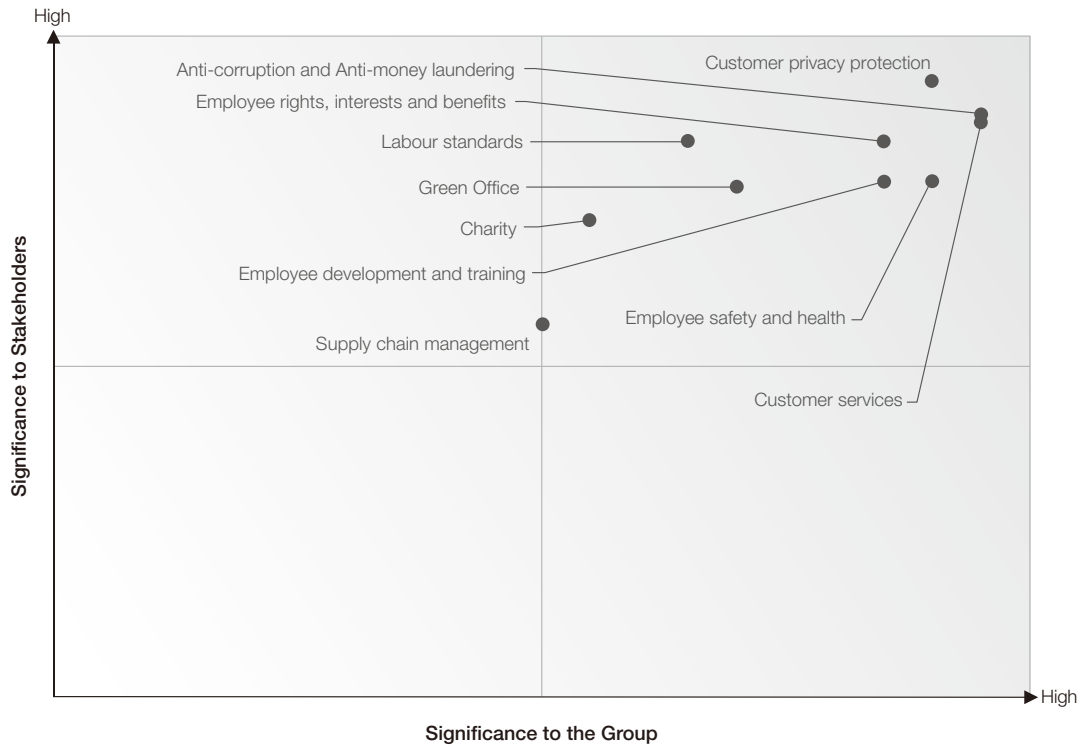 High
Customer privacy protection
Anti-corruption and Anti-money laundering
Employee rights, interests and benefits
Labour standards
Green Office
Charity
Employee development and training
Employee safety and health
Supply chain management
Customer services
Significance to Stakeholders
High
Significance to the Group